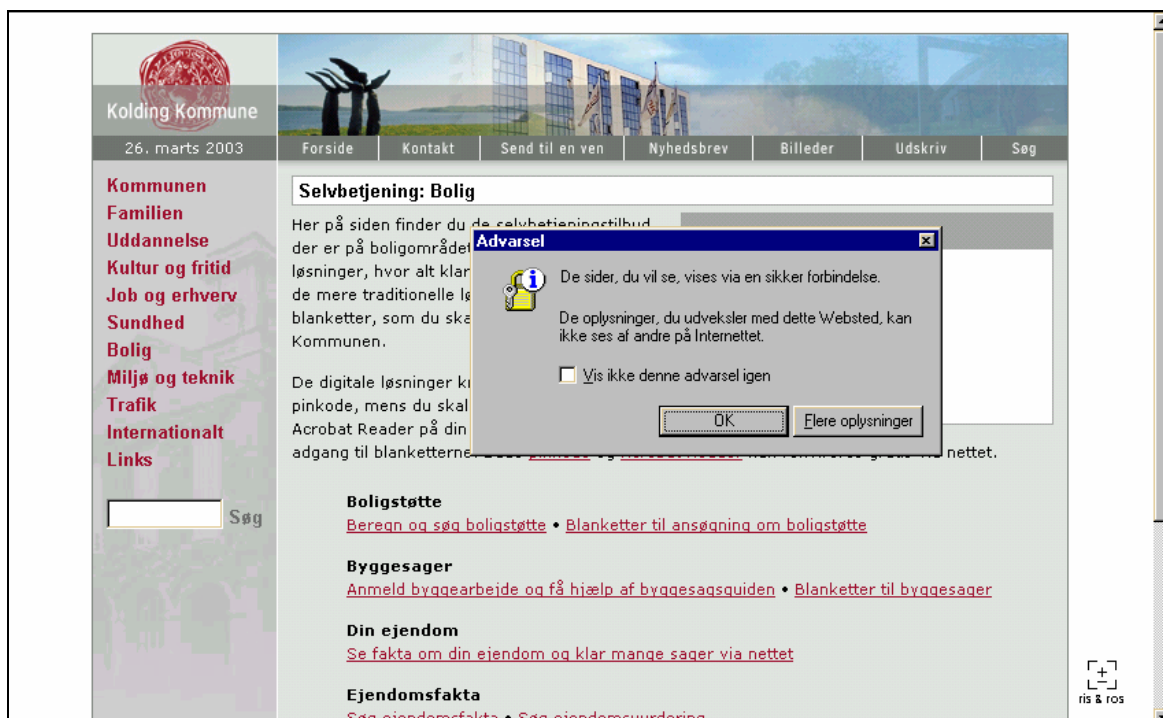 Kolding Kommune
26. marts 2003
Forside
Kontakt
Send til en ven
Nyhedsbrev
Billeder
Udskriv
Søg
Kommunen
Familien
Uddannelse
Kultur og fritid
Job og erhverv
Sundhed
Bolig
Miljø og teknik
Trafik
Internationalt
Links
Søg
Selvbetjening: Bolig
Her på siden finder du de selvbetjeningstilbud
der er på boligområdet
løsninger, hvor alt klar
de mere traditionelle
blanketter, som du ska
Kommunen.
De digitale løsninger
pinkode, mens du skal
Acrobat Reader på din
adgang til blanketterne. nettet.
Advarsel
De sider, du vil se, vises via en sikker forbindelse.
De oplysninger, du udveksler med dette Websted, kan
ikke ses af andre på Internettet.
Vis ikke denne advarsel igen
OK
Flere oplysninger
Boligstøtte
Beregn og søg boligstøtte • Blanketter til ansøgning om boligstøtte
Byggesager
Anmeld byggearbejde og få hjælp af byggesagsguiden • Blanketter til byggesager
Din ejendom
Se fakta om din ejendom og klar mange sager via nettet
Ejendomsfakta
Søg ejendomsfakta • Søg ejendomsvurdering
ris & ros